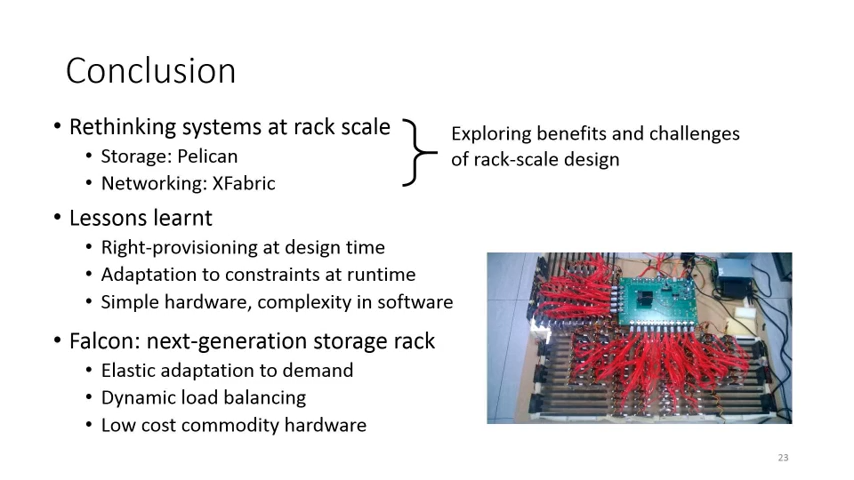 Conclusion
• Rethinking systems at rack scale
• Storage: Pelican
• Networking: XFabric
Exploring benefits and challenges
of rack-scale design
• Lessons learnt
• Right-provisioning at design time
• Adaptation to constraints at runtime
• Simple hardware, complexity in software
• Falcon: next-generation storage rack
• Elastic adaptation to demand
• Dynamic load balancing
• Low cost commodity hardware
23